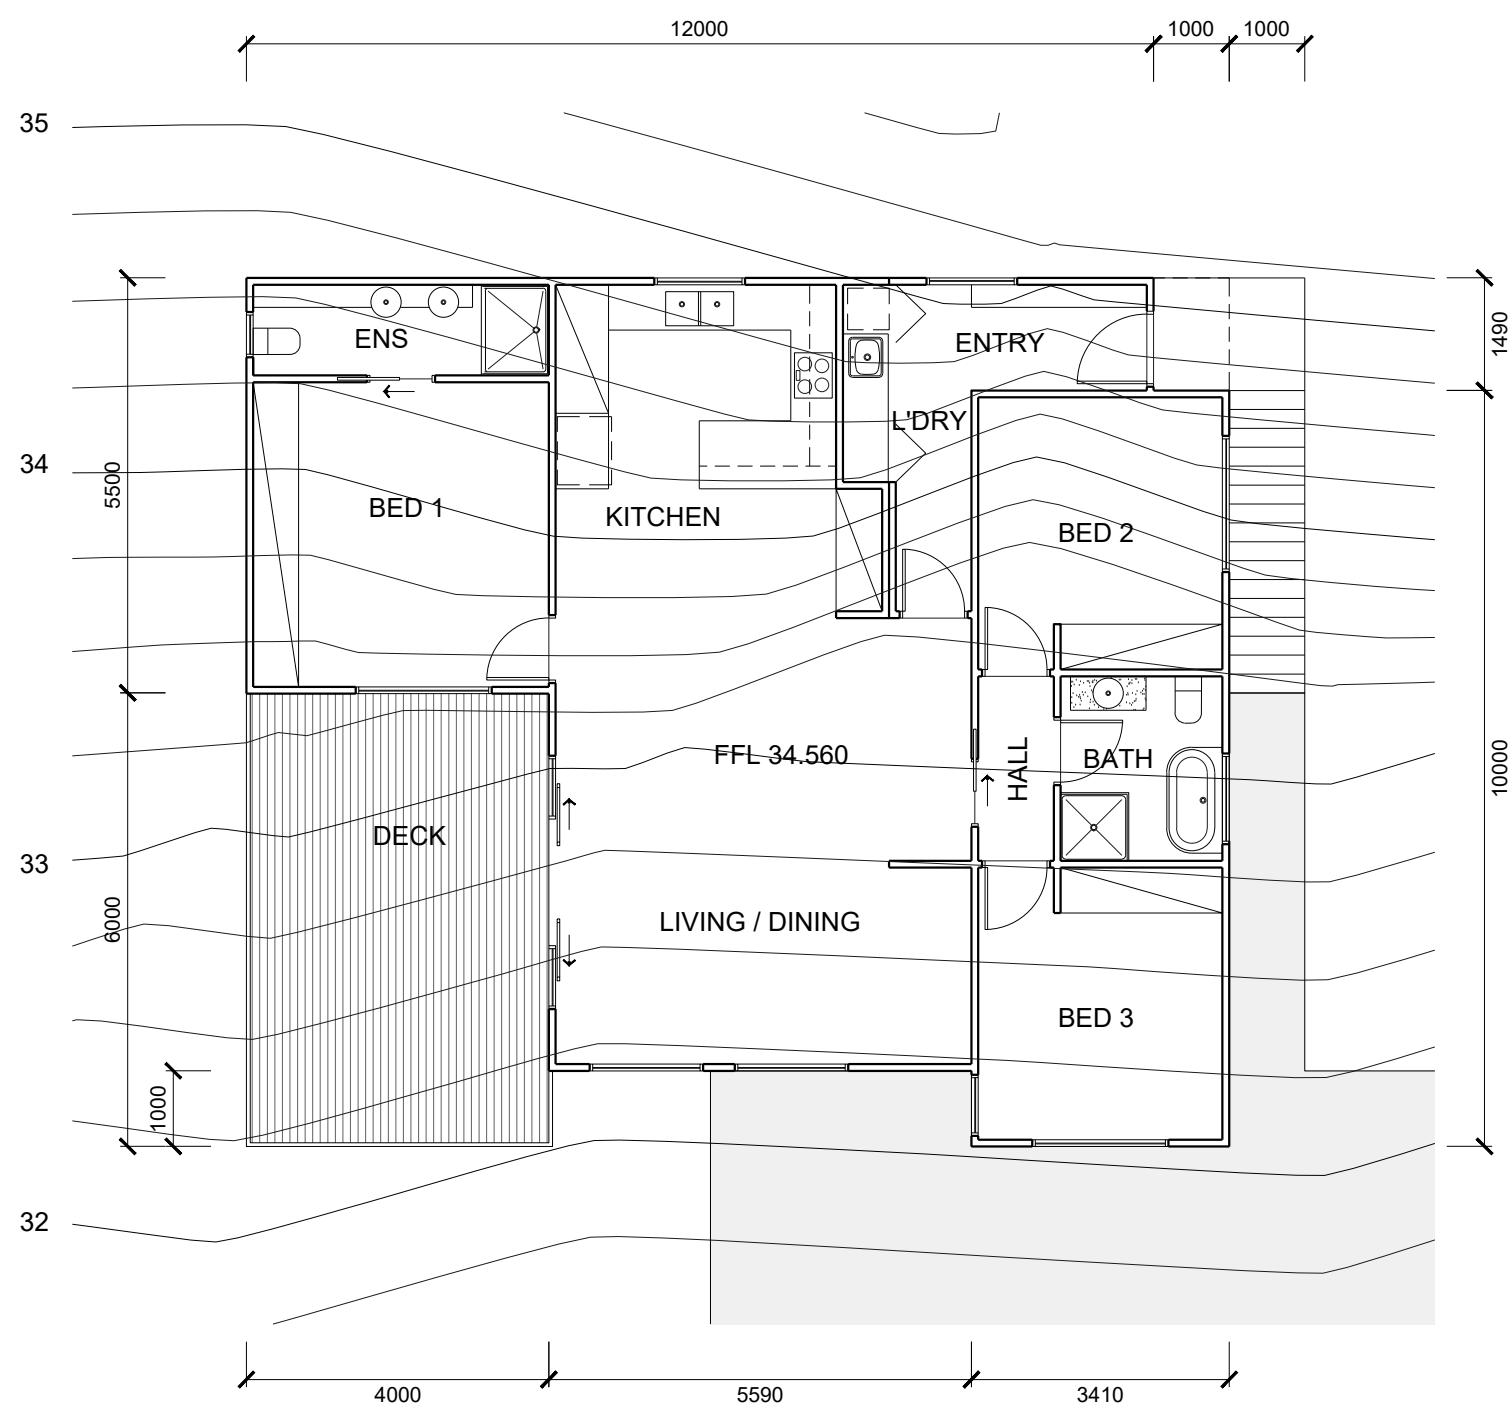 12000
1000
1000
35
ENS
ENTRY
1490
L'DRY
34
5500
BED 1
KITCHEN
BED 2
FFL 34.560
HALL
BATH
10000
DECK
33
6000
LIVING / DINING
BED 3
1000
32
4000
5590
3410